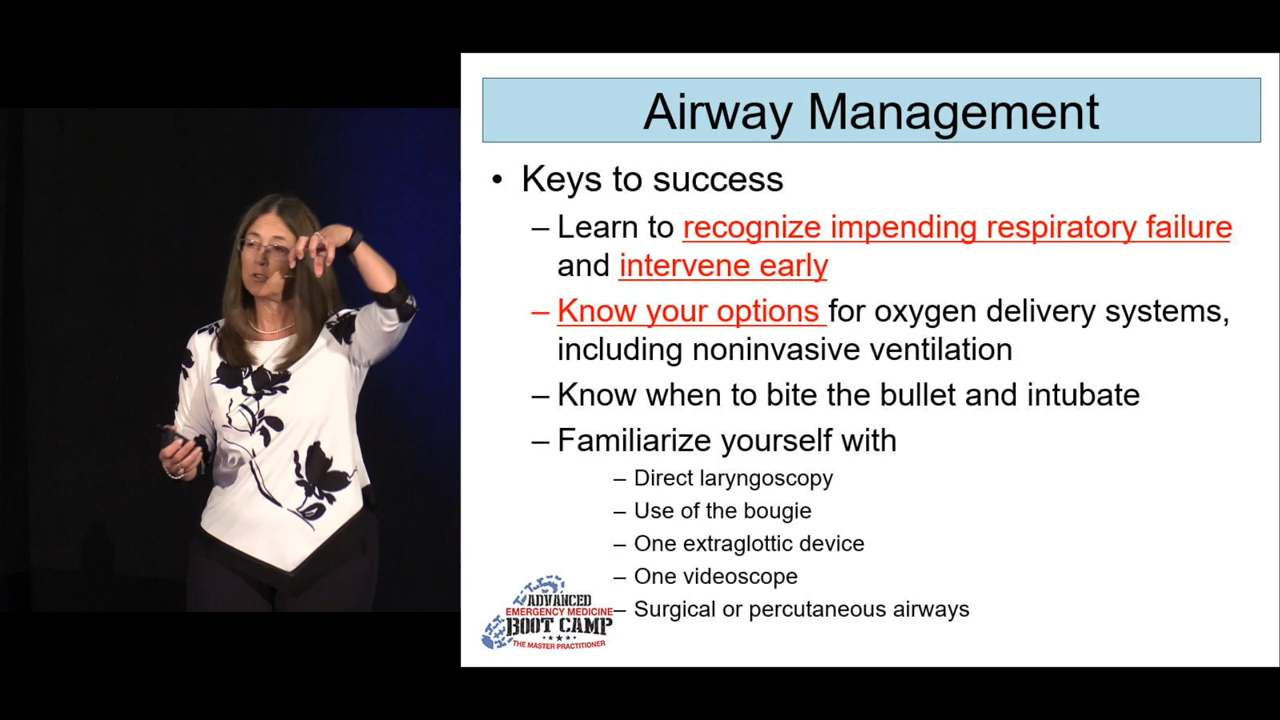 Airway Management
• Keys to success
– Learn to recognize impending respiratory failure
and intervene early
– Know your options for oxygen delivery systems,
including noninvasive ventilation
– Know when to bite the bullet and intubate
– Familiarize yourself with
– Direct laryngoscopy
– Use of the bougie
– One extraglottic device
– One videoscope
– Surgical or percutaneous airways
ADVANCED
EMERGENCY MEDICINE
BOOT CAMP
THE MASTER PRACTITIONER